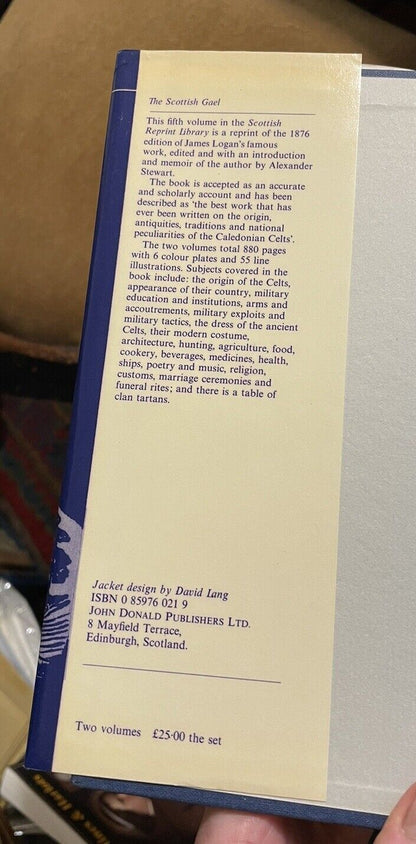 The Scottish Gael
This fifth volume in the Scottish
Reprint Library is a reprint of the 1876
edition of James Logan's famous
work, edited and with an introduction
and memoir of the author by Alexander
Stewart.
The book is accepted as an accurate
and scholarly account and has been
described as 'the best work that has
ever been written on the origin,
antiquities, traditions and national
peculiarities of the Caledonian Celts'.
The two volumes total 880 pages
with 6 colour plates and 55 line
illustrations. Subjects covered in the
book include: the origin of the Celts,
appearance of their country, military
education and institutions, arms and
accoutrements, military exploits and
military tactics, the dress of the ancient
Celts, their modern costume,
architecture, hunting, agriculture, food,
cookery, beverages, medicines, health,
ships, poetry and music, religion,
customs, marriage ceremonies and
funeral rites; and there is a table of
clan tartans.
Jacket design by David Lang
ISBN 0 85976 021 9
JOHN DONALD PUBLISHERS LTD.
8 Mayfield Terrace,
Edinburgh, Scotland.
Two volumes £25·00 the set